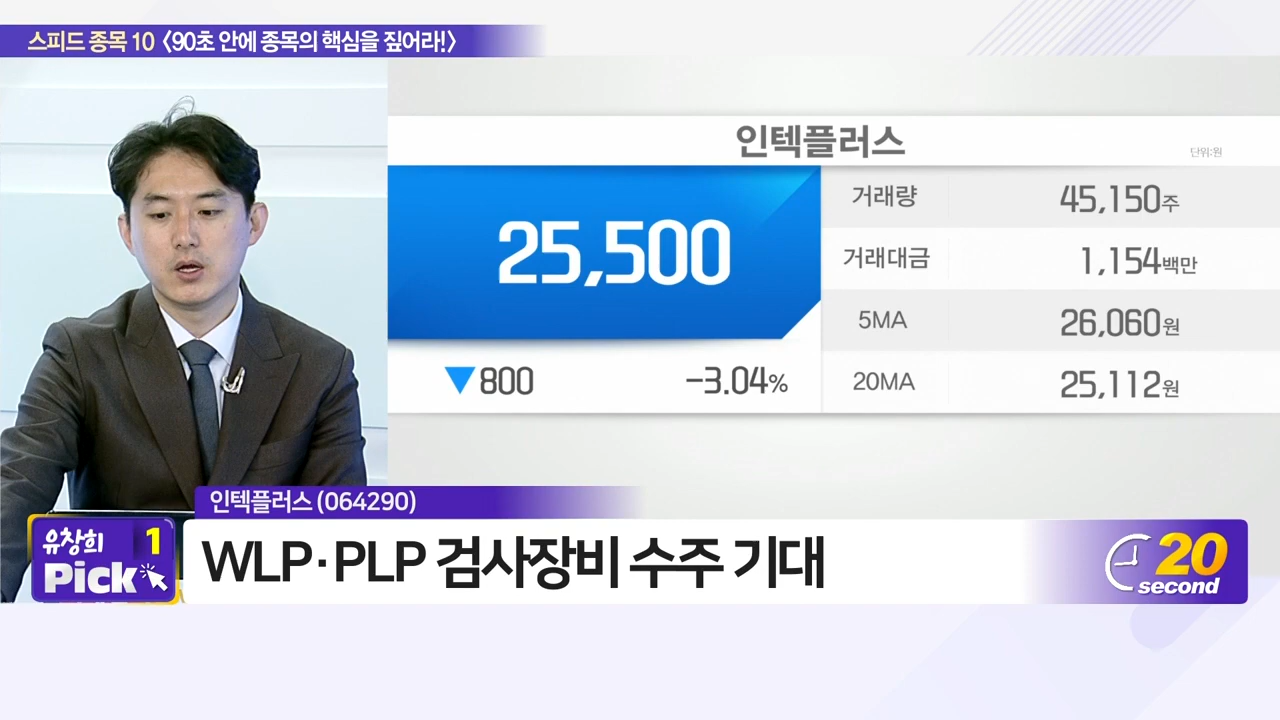 스피드 종목 10 〈90초 안에 종목의 핵심을 짚어라!〉
인텍플러스
단위:원
25,500
▼800 -3.04%
거래량 45,150주
거래대금 1,154백만
5MA 26,060원
20MA 25,112원
인텍플러스 (064290)
유창희 1
Pick
WLP·PLP 검사장비 수주 기대
20
second